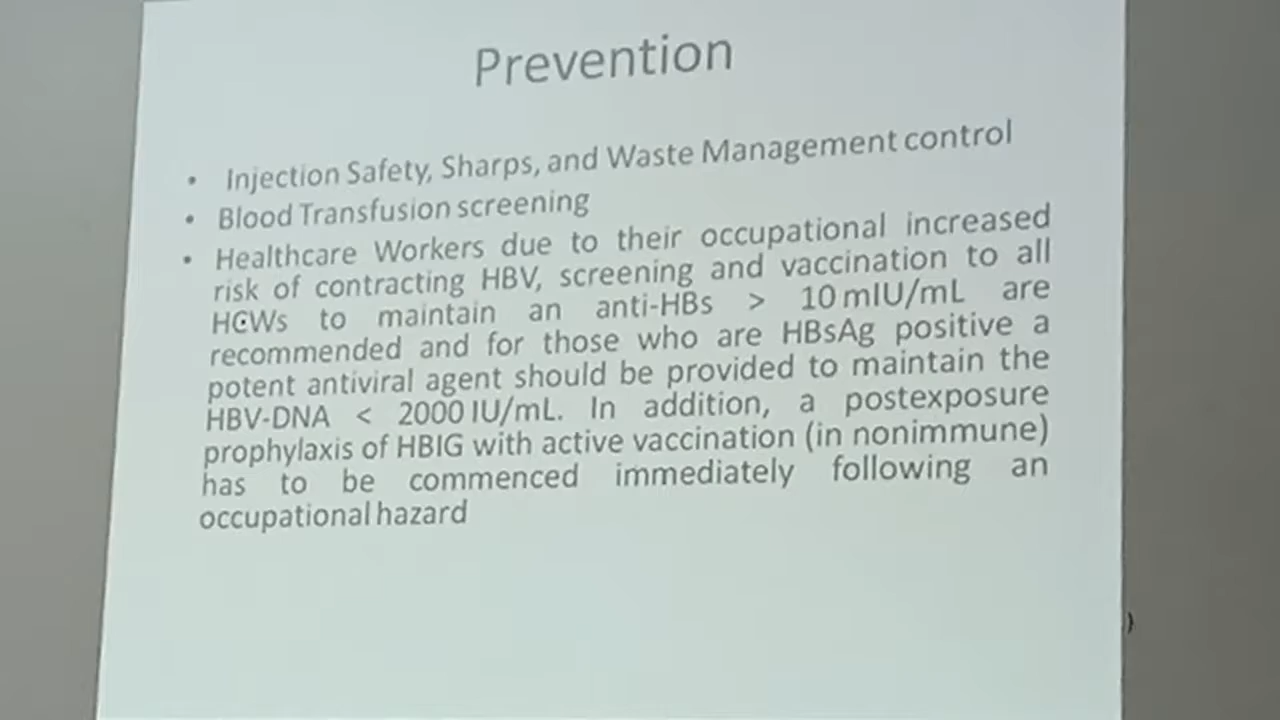 Prevention
• Injection Safety, Sharps, and Waste Management control
• Blood Transfusion screening
• Healthcare Workers due to their occupational increased
risk of contracting HBV, screening and vaccination to all
HCWs to maintain an anti-HBs > 10 mIU/mL are
recommended and for those who are HBsAg positive a
potent antiviral agent should be provided to maintain the
HBV-DNA < 2000 IU/mL. In addition, a postexposure
prophylaxis of HBIG with active vaccination (in nonimmune)
has to be commenced immediately following an
occupational hazard
)